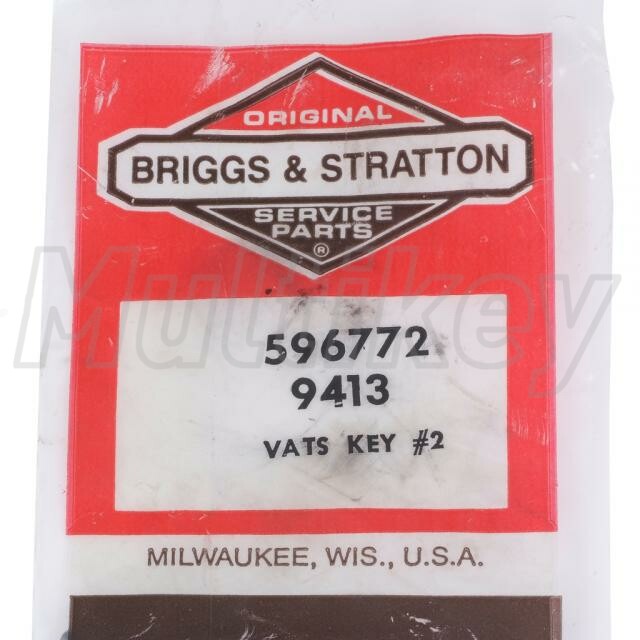 ORIGINAL
BRIGGS & STRATTON
SERVICE
PARTS
®
Multikey
596772
9413
VATS KEY #2
MILWAUKEE, WIS., U.S.A.